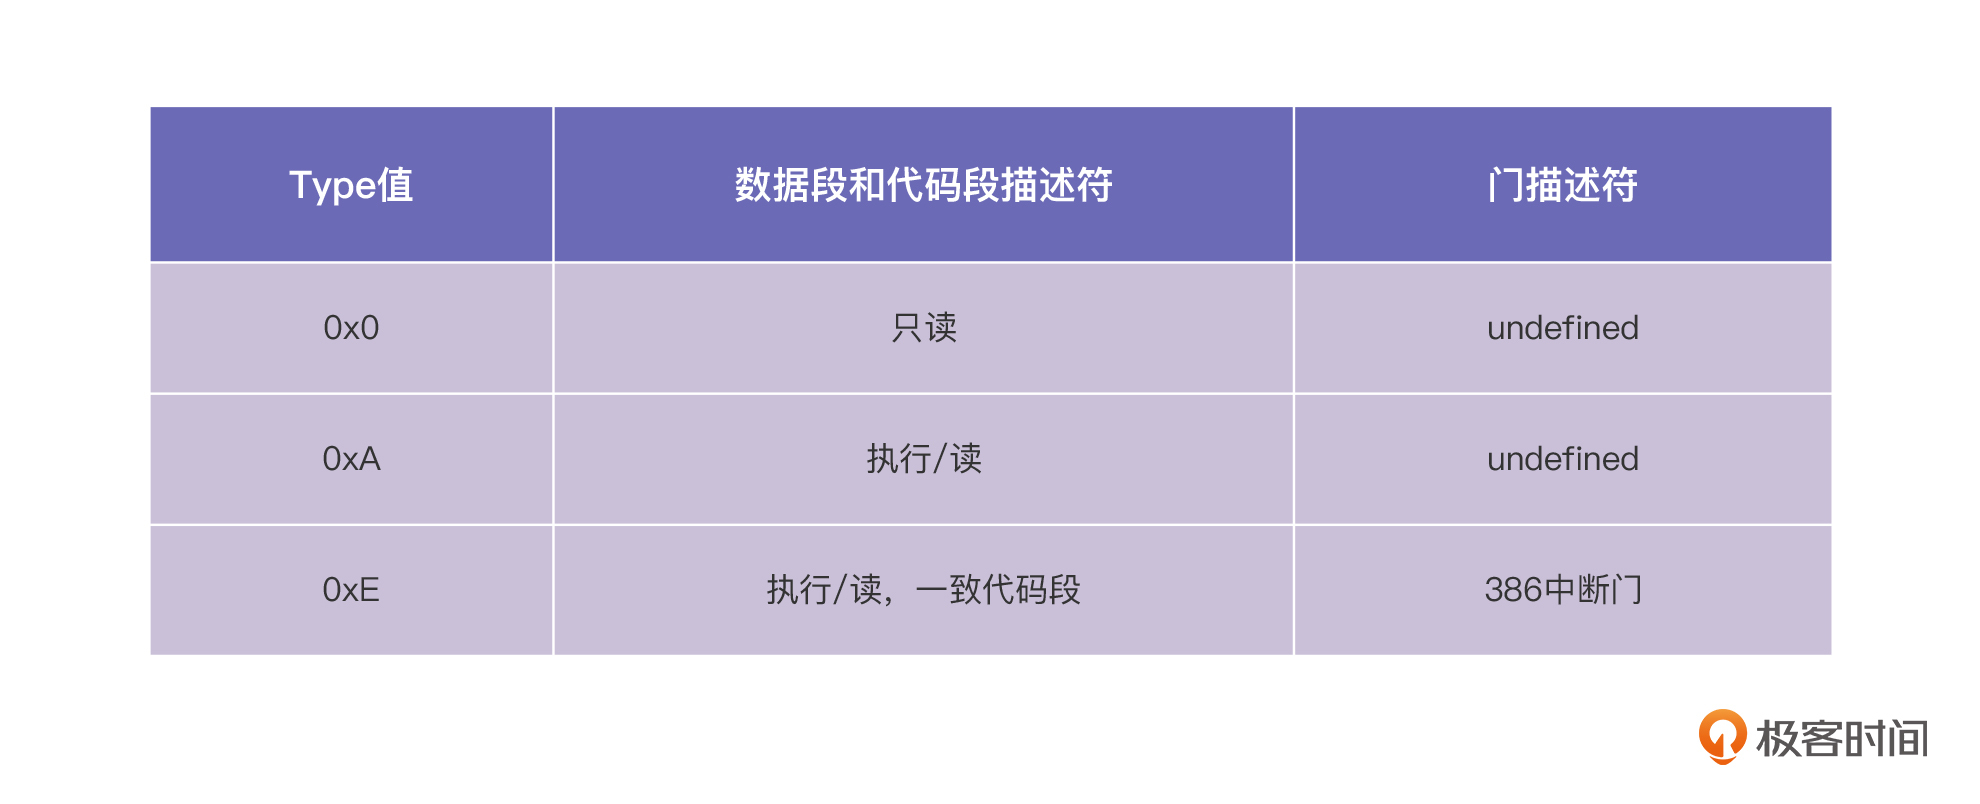 Type值 数据段和代码段描述符 门描述符
0x0 只读 undefined
0xA 执行/读 undefined
0xE 执行/读，一致代码段 386中断门
极客时间